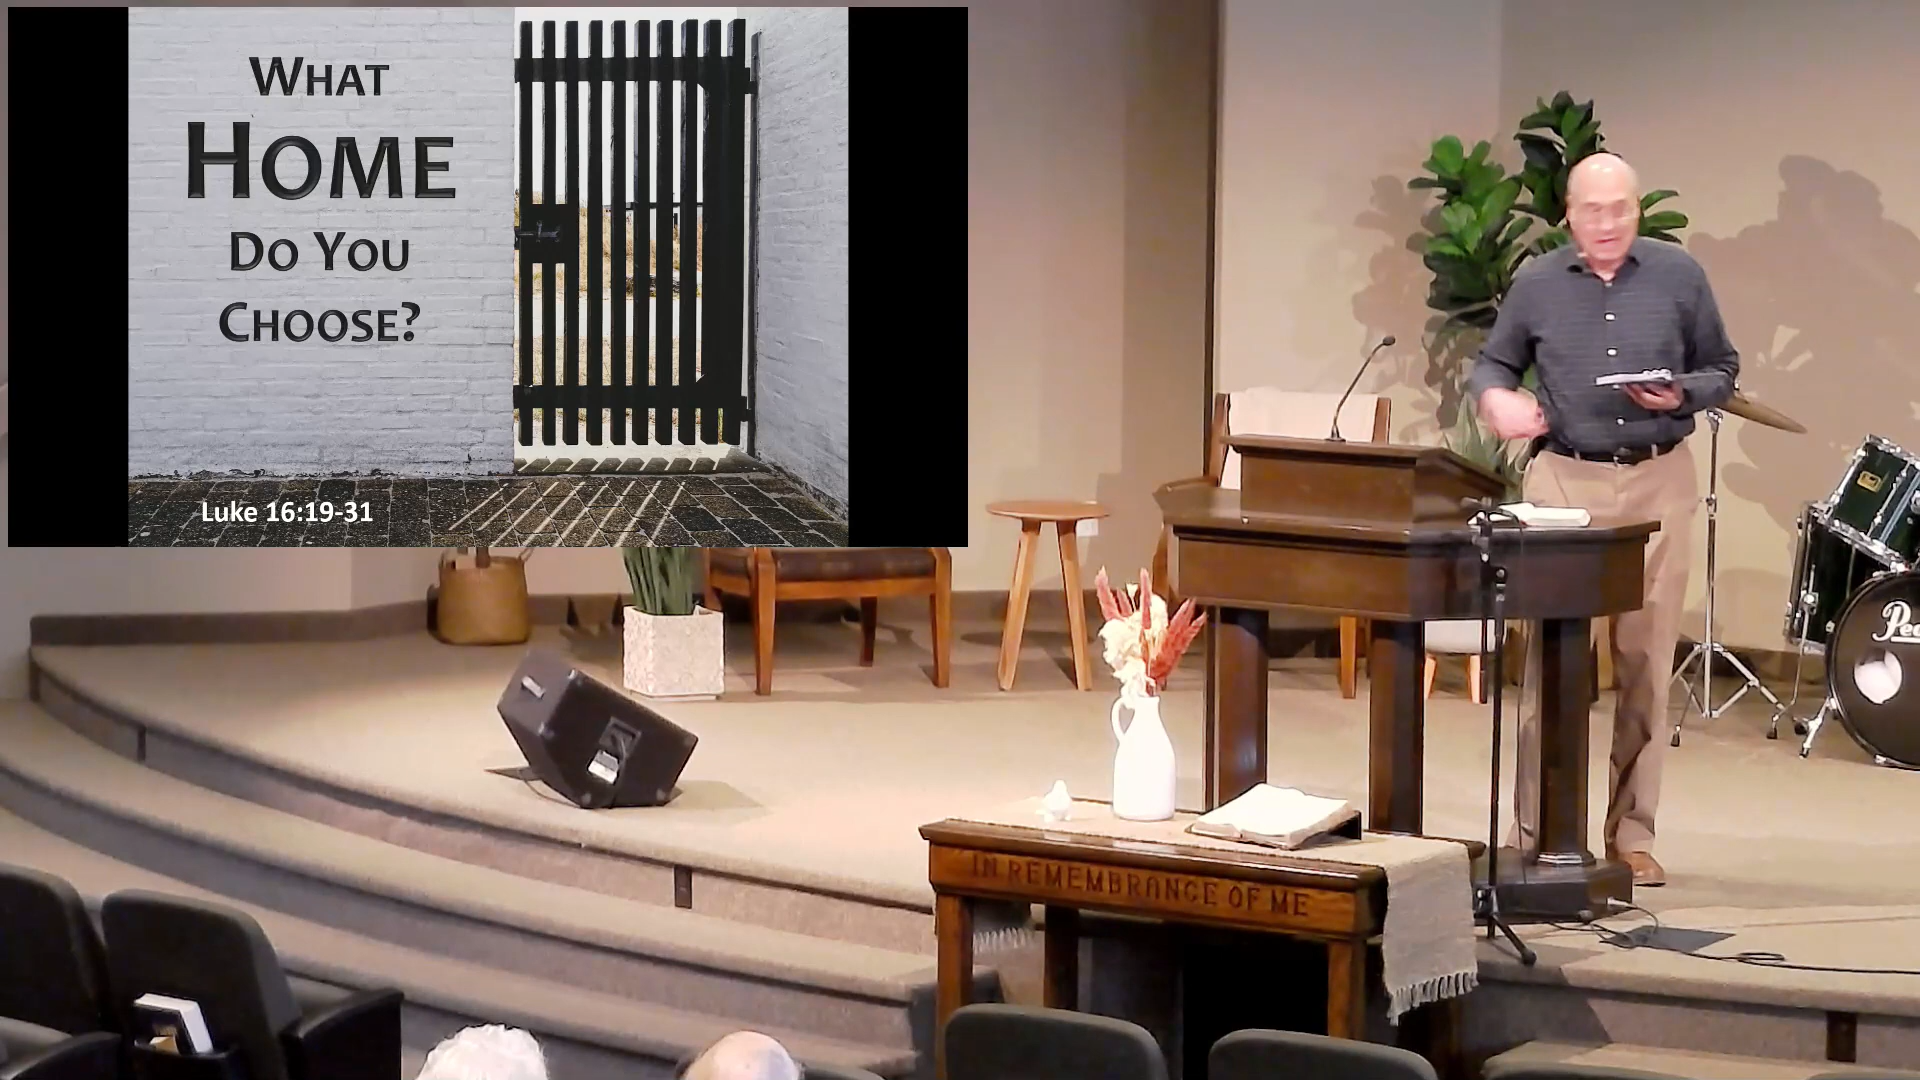 WHAT
HOME
DO YOU
CHOOSE?
Luke 16:19-31
IN REMEMBRANCE OF ME